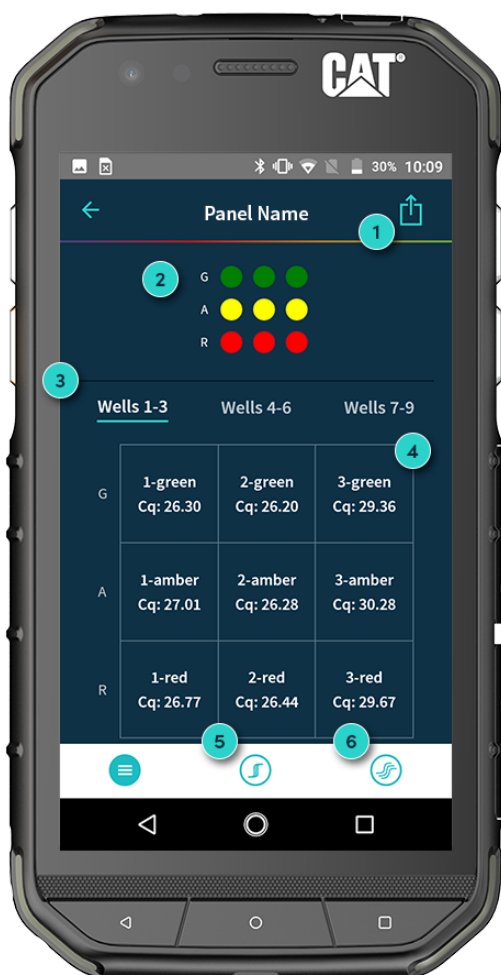 CAT®
30% 10:09
Panel Name
1
2
G
A
R
3
Wells 1-3 Wells 4-6 Wells 7-9
4
G 1-green 2-green 3-green
Cq: 26.30 Cq: 26.20 Cq: 29.36
A 1-amber 2-amber 3-amber
Cq: 27.01 Cq: 26.28 Cq: 30.28
R 1-red 2-red 3-red
Cq: 26.77 Cq: 26.44 Cq: 29.67
5 6